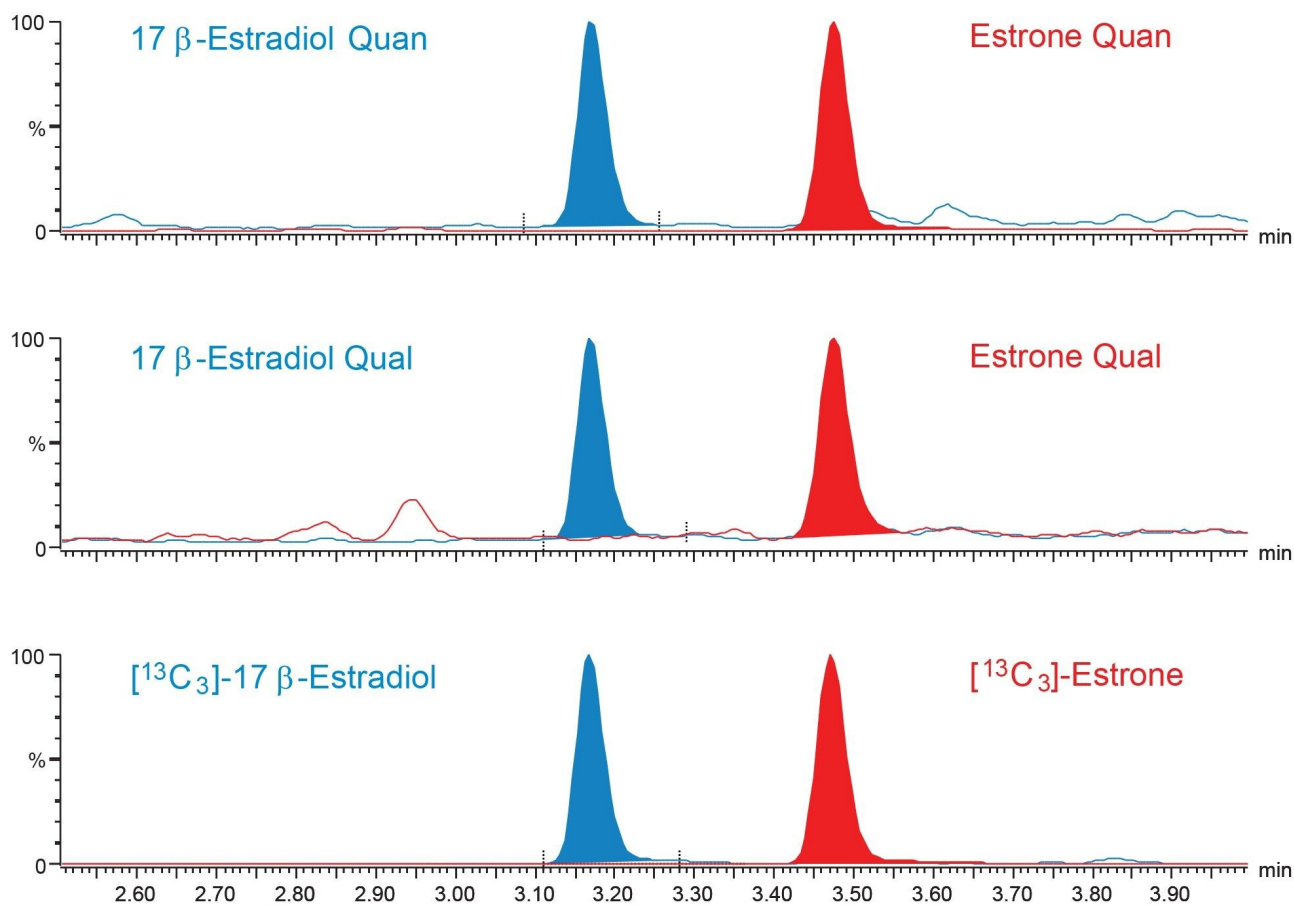 100
17 β-Estradiol Quan
Estrone Quan
%
0
min
100
17 β-Estradiol Qual
Estrone Qual
%
0
min
100
[¹³C₃]-17 β-Estradiol
[¹³C₃]-Estrone
%
0
min
2.60 2.70 2.80 2.90 3.00 3.10 3.20 3.30 3.40 3.50 3.60 3.70 3.80 3.90